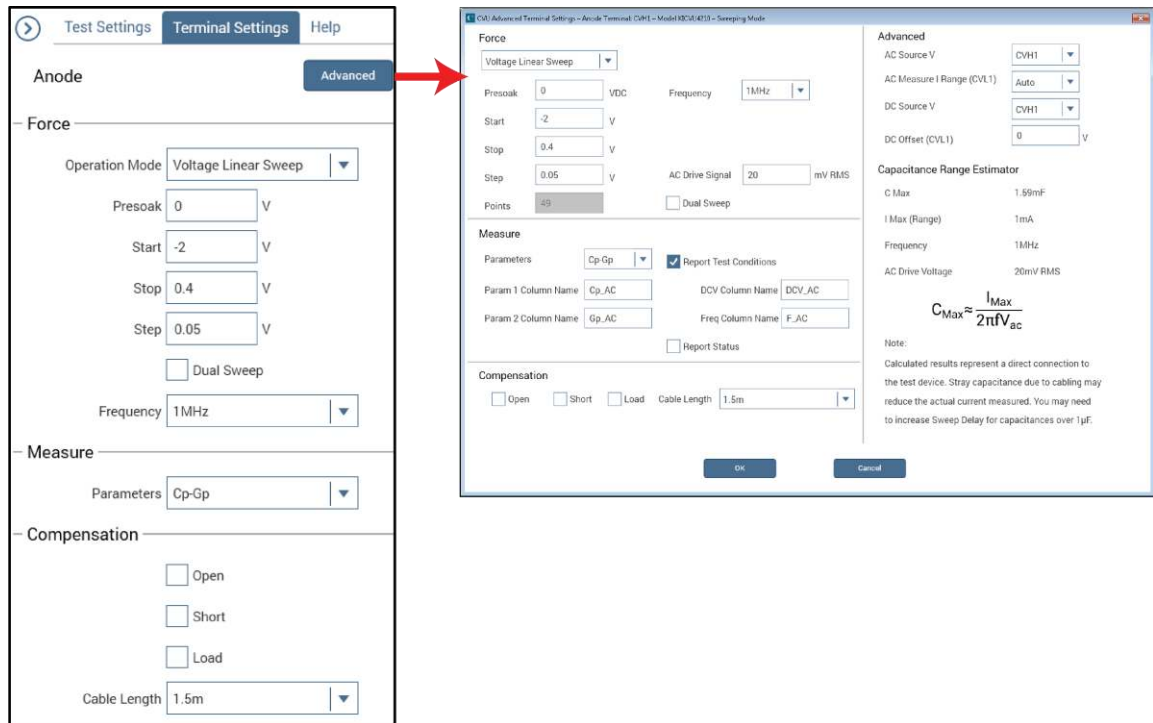 Test Settings Terminal Settings Help
Anode Advanced
Force
Operation Mode Voltage Linear Sweep
Presoak 0 V
Start -2 V
Stop 0.4 V
Step 0.05 V
Dual Sweep
Frequency 1MHz
Measure
Parameters Cp-Gp
Compensation
Open
Short
Load
Cable Length 1.5m
CVU Advanced Terminal Settings - Anode Terminal: CVH1 - Model KICVU4210 - Sweeping Mode
Force
Voltage Linear Sweep
Presoak 0 VDC Frequency 1MHz
Start -2 V
Stop 0.4 V
Step 0.05 V AC Drive Signal 20 mV RMS
Points 49 Dual Sweep
Measure
Parameters Cp-Gp Report Test Conditions
Param 1 Column Name Cp_AC DCV Column Name DCV_AC
Param 2 Column Name Gp_AC Freq Column Name F_AC
Report Status
Compensation
Open Short Load Cable Length 1.5m
Advanced
AC Source V CVH1
AC Measure I Range (CVL1) Auto
DC Source V CVH1
DC Offset (CVL1) 0 V
Capacitance Range Estimator
C Max 1.59mF
I Max (Range) 1mA
Frequency 1MHz
AC Drive Voltage 20mV RMS
C_Max ≈ I_Max / 2πfV_ac
Note:
Calculated results represent a direct connection to
the test device. Stray capacitance due to cabling may
reduce the actual current measured. You may need
to increase Sweep Delay for capacitances over 1µF.
OK Cancel